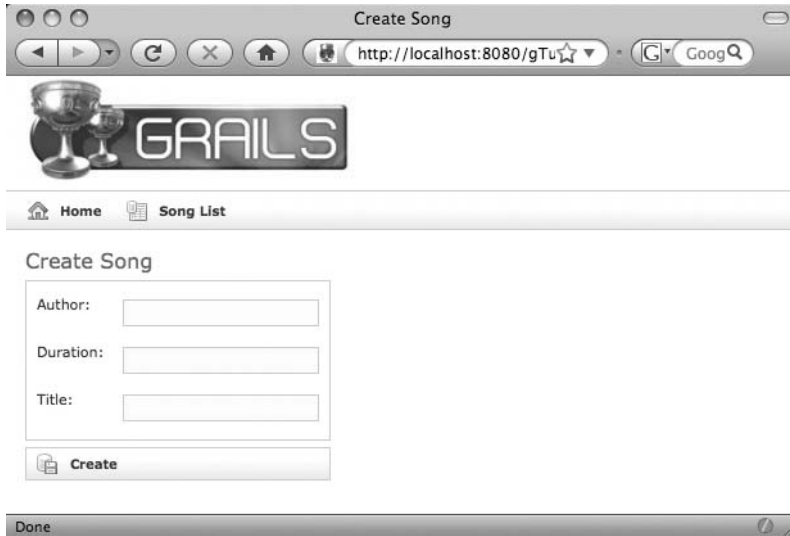 Create Song
http://localhost:8080/gTu
G
Goog
GRAILS
Home
Song List
Create Song
Author:
Duration:
Title:
Create
Done